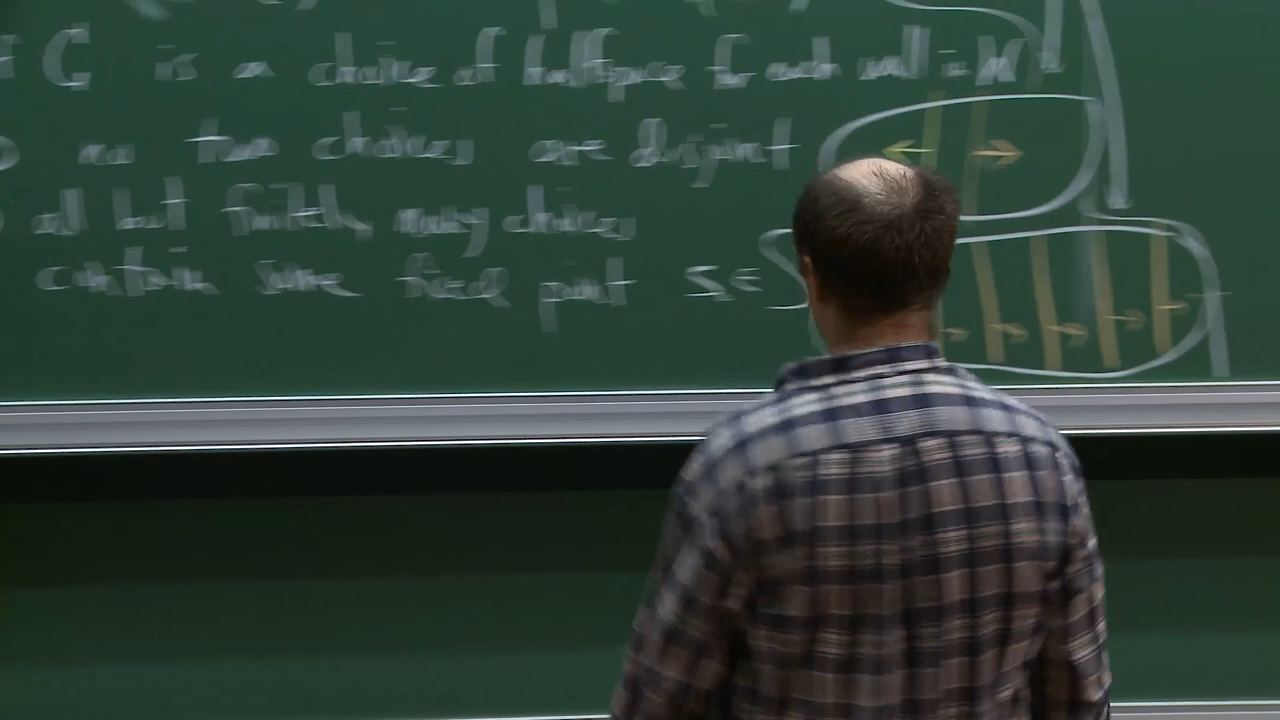 C is a choice of halfspace for each wall in W
no two choices are disjoint
all but finitely many choices
contain some fixed point s ∈ S